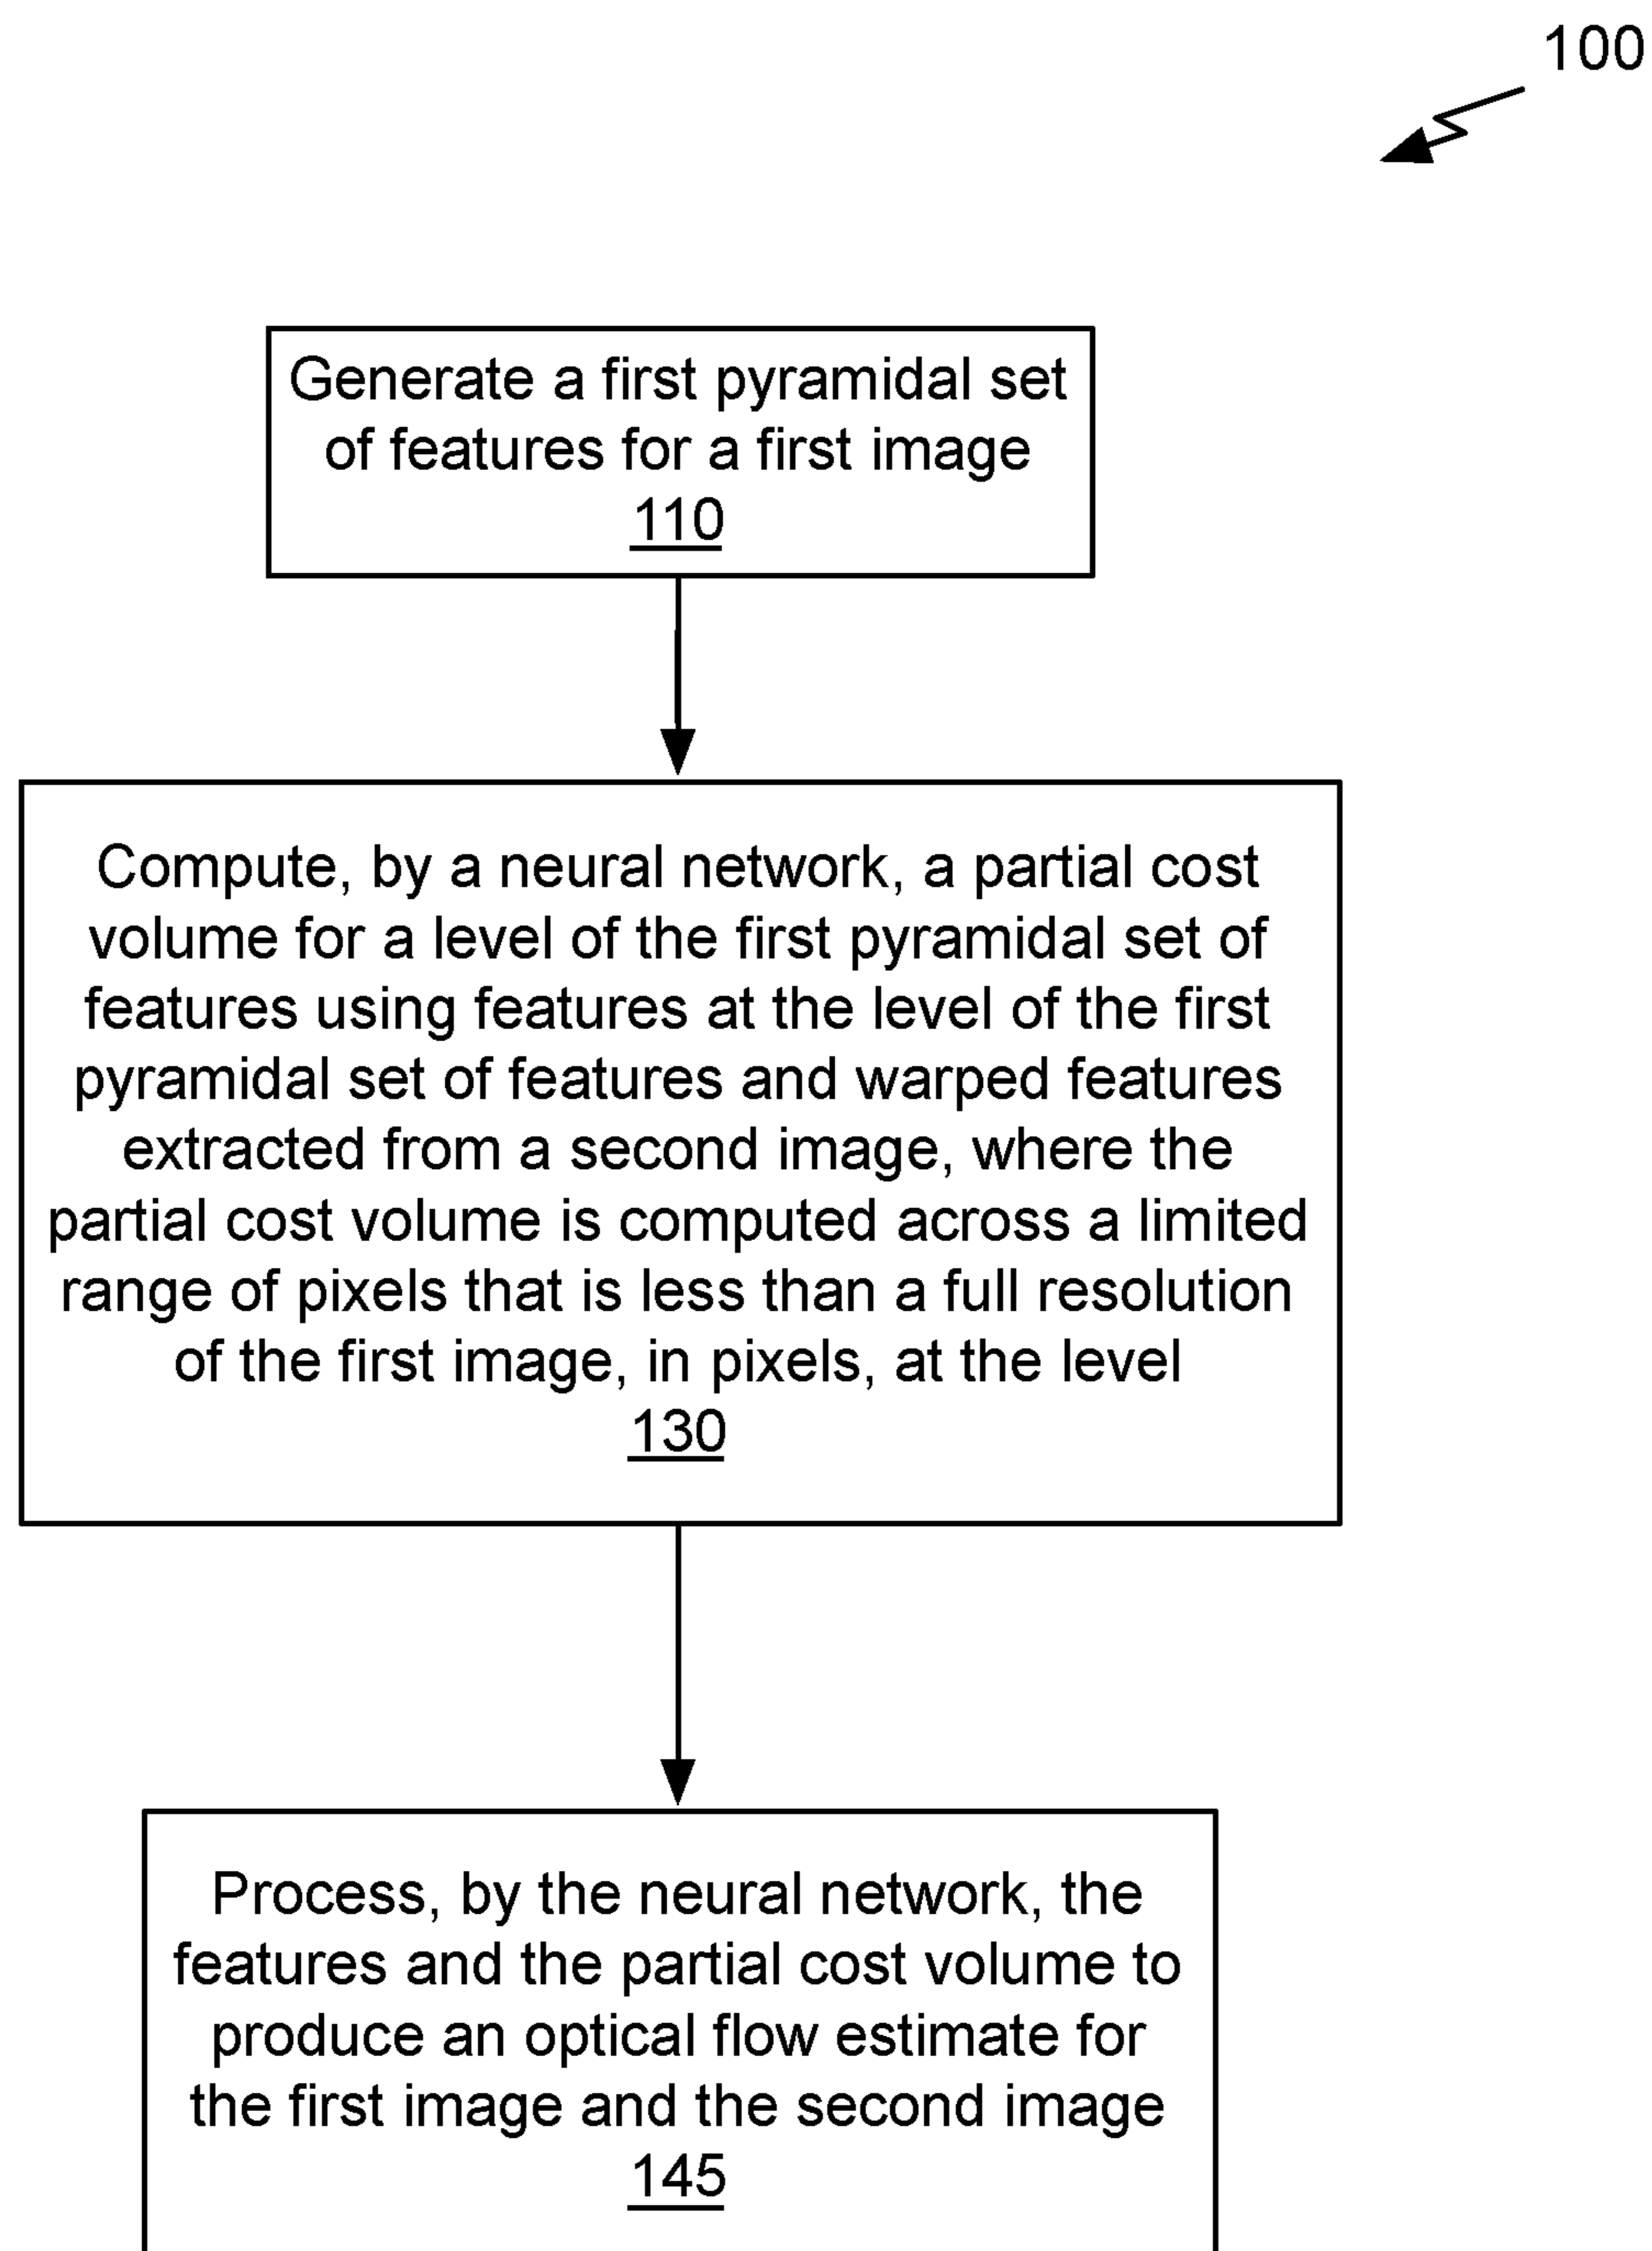 100
Generate a first pyramidal set
of features for a first image
110
Compute, by a neural network, a partial cost
volume for a level of the first pyramidal set of
features using features at the level of the first
pyramidal set of features and warped features
extracted from a second image, where the
partial cost volume is computed across a limited
range of pixels that is less than a full resolution
of the first image, in pixels, at the level
130
Process, by the neural network, the
features and the partial cost volume to
produce an optical flow estimate for
the first image and the second image
145